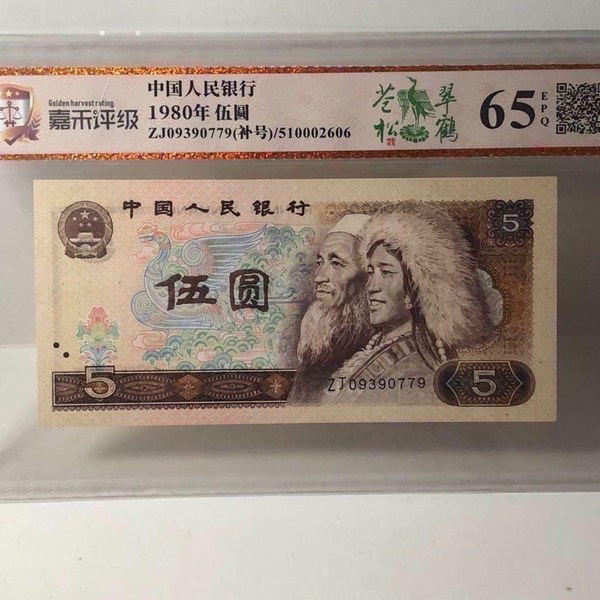 Golden harvest rating
嘉禾评级
中国人民银行
1980年 伍圆
ZJ09390779(补号)/510002606
苍松
翠鹤
65
EPQ
中国人民银行
5
伍圆
ZJ09390779
5
5